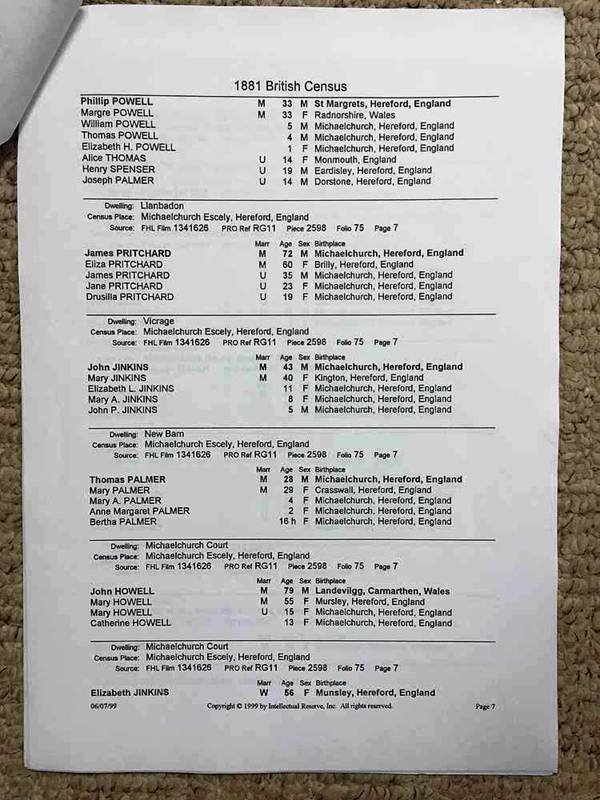 1881 British Census
Phillip POWELL M 33 M St Margrets, Hereford, England
Margre POWELL M 33 F Radnorshire, Wales
William POWELL 5 M Michaelchurch, Hereford, England
Thomas POWELL 4 M Michaelchurch, Hereford, England
Elizabeth H. POWELL 1 F Michaelchurch, Hereford, England
Alice THOMAS U 14 F Monmouth, England
Henry SPENSER U 19 M Eardisley, Hereford, England
Joseph PALMER U 14 M Dorstone, Hereford, England
Dwelling: Llanbadon
Census Place: Michaelchurch Escely, Hereford, England
Source: FHL Film 1341626 PRO Ref RG11 Piece 2598 Folio 75 Page 7
Marr Age Sex Birthplace
James PRITCHARD M 72 M Michaelchurch, Hereford, England
Eliza PRITCHARD M 60 F Brilly, Hereford, England
James PRITCHARD U 35 M Michaelchurch, Hereford, England
Jane PRITCHARD U 23 F Michaelchurch, Hereford, England
Drusilla PRITCHARD U 19 F Michaelchurch, Hereford, England
Dwelling: Vicrage
Census Place: Michaelchurch Escely, Hereford, England
Source: FHL Film 1341626 PRO Ref RG11 Piece 2598 Folio 75 Page 7
Marr Age Sex Birthplace
John JINKINS M 43 M Michaelchurch, Hereford, England
Mary JINKINS M 40 F Kington, Hereford, England
Elizabeth L. JINKINS 11 F Michaelchurch, Hereford, England
Mary A. JINKINS 8 F Michaelchurch, Hereford, England
John P. JINKINS 5 M Michaelchurch, Hereford, England
Dwelling: New Barn
Census Place: Michaelchurch Escely, Hereford, England
Source: FHL Film 1341626 PRO Ref RG11 Piece 2598 Folio 75 Page 7
Marr Age Sex Birthplace
Thomas PALMER M 28 M Michaelchurch, Hereford, England
Mary PALMER M 29 F Crasswall, Hereford, England
Mary A. PALMER 4 F Michaelchurch, Hereford, England
Anne Margaret PALMER 2 F Michaelchurch, Hereford, England
Bertha PALMER 16 h F Michaelchurch, Hereford, England
Dwelling: Michaelchurch Court
Census Place: Michaelchurch Escely, Hereford, England
Source: FHL Film 1341626 PRO Ref RG11 Piece 2598 Folio 75 Page 7
Marr Age Sex Birthplace
John HOWELL M 79 M Landevilgg, Carmarthen, Wales
Mary HOWELL M 55 F Mursley, Hereford, England
Mary HOWELL U 15 F Michaelchurch, Hereford, England
Catherine HOWELL 13 F Michaelchurch, Hereford, England
Dwelling: Michaelchurch Court
Census Place: Michaelchurch Escely, Hereford, England
Source: FHL Film 1341626 PRO Ref RG11 Piece 2598 Folio 75 Page 7
Marr Age Sex Birthplace
Elizabeth JINKINS W 56 F Munsley, Hereford, England
06/07/99 Copyright © 1999 by Intellectual Reserve, Inc. All rights reserved. Page 7